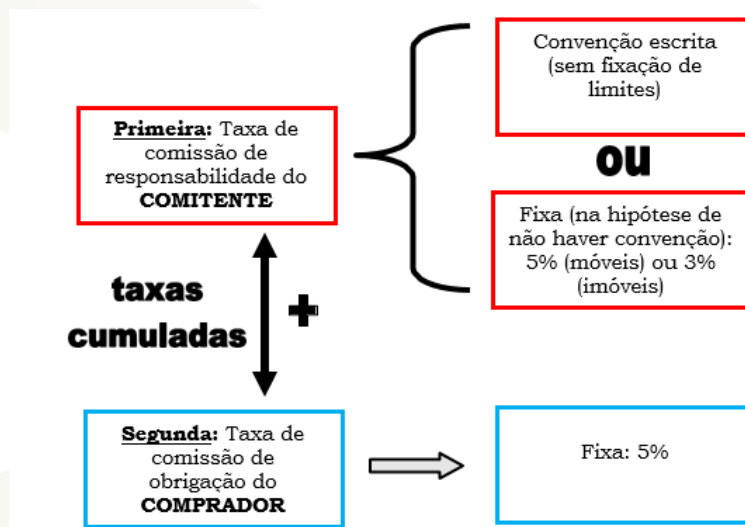 Primeira: Taxa de
comissão de
responsabilidade do
COMITENTE
Convenção escrita
(sem fixação de
limites)
ou
Fixa (na hipótese de
não haver convenção):
5% (móveis) ou 3%
(imóveis)
taxas
cumuladas
+
Segunda: Taxa de
comissão de
obrigação do
COMPRADOR
Fixa: 5%